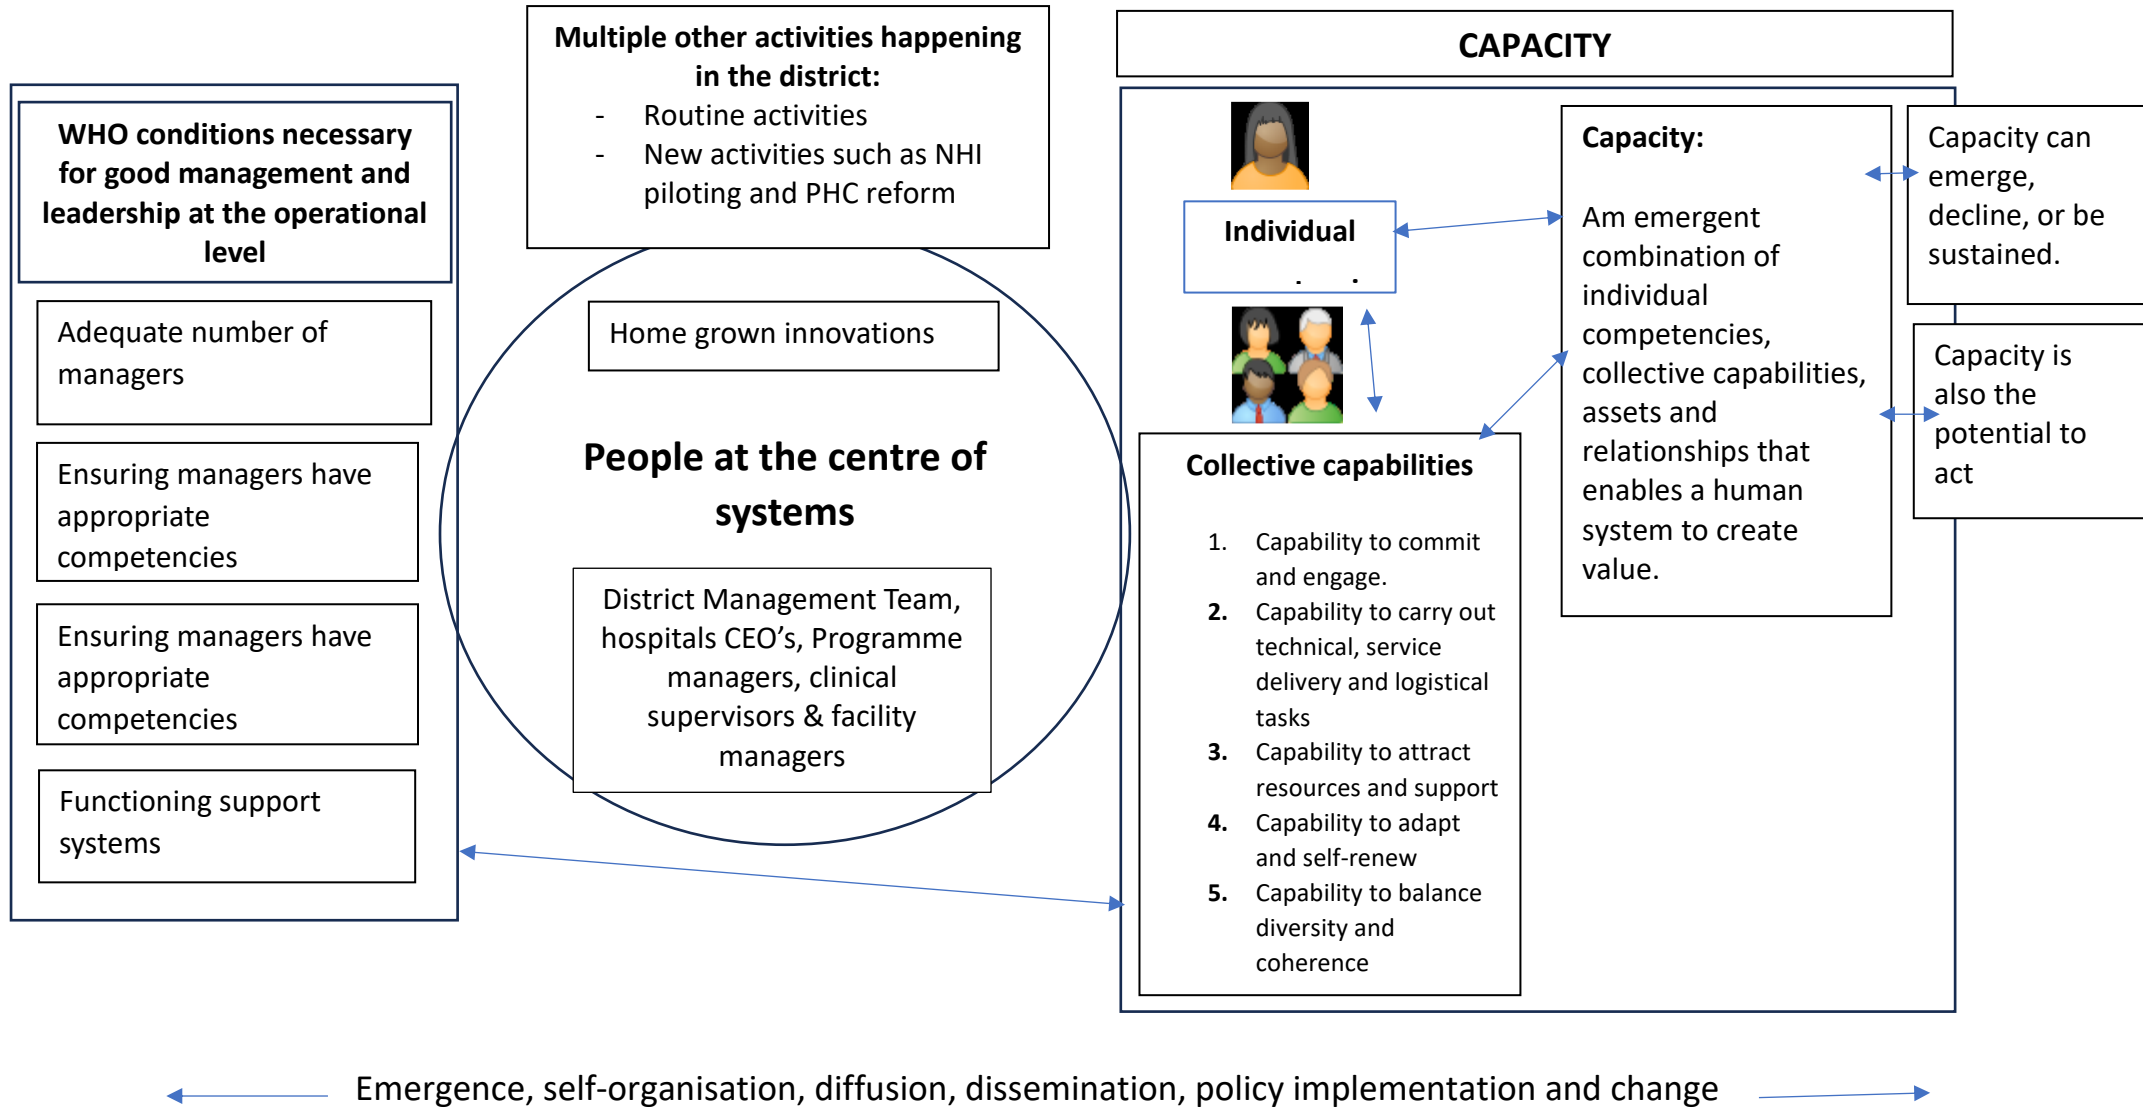 WHO conditions necessary
for good management and
leadership at the operational
level
Adequate number of
managers
Ensuring managers have
appropriate
competencies
Ensuring managers have
appropriate
competencies
Functioning support
systems
Multiple other activities happening
in the district:
- Routine activities
- New activities such as NHI
piloting and PHC reform
Home grown innovations
People at the centre of
systems
District Management Team,
hospitals CEO's, Programme
managers, clinical
supervisors & facility
managers
CAPACITY
Individual
Collective capabilities
1. Capability to commit
and engage.
2. Capability to carry out
technical, service
delivery and logistical
tasks
3. Capability to attract
resources and support
4. Capability to adapt
and self-renew
5. Capability to balance
diversity and
coherence
Capacity:
Am emergent
combination of
individual
competencies,
collective capabilities,
assets and
relationships that
enables a human
system to create
value.
Capacity can
emerge,
decline, or be
sustained.
Capacity is
also the
potential to
act
Emergence, self-organisation, diffusion, dissemination, policy implementation and change